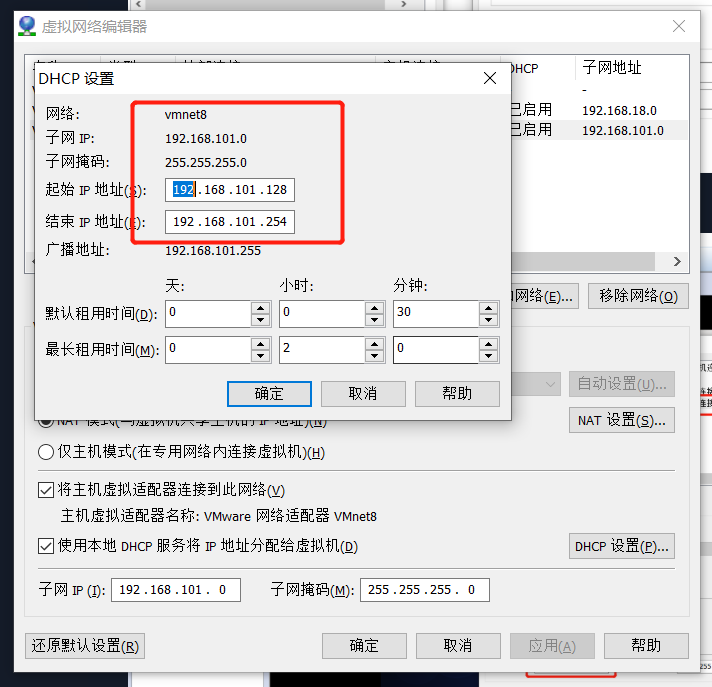 虚拟网络编辑器
DHCP 子网地址
-
已启用 192.168.18.0
已启用 192.168.101.0
DHCP 设置
网络: vmnet8
子网 IP: 192.168.101.0
子网掩码: 255.255.255.0
起始 IP 地址(S): 192.168.101.128
结束 IP 地址(E): 192.168.101.254
广播地址: 192.168.101.255
天: 小时: 分钟:
默认租用时间(D): 0 0 30
最长租用时间(M): 0 2 0
确定 取消 帮助
网络(E)... 移除网络(O)
自动设置(U)...
NAT 模式(与虚拟机共享主机的 IP 地址)(N)
NAT 设置(S)...
仅主机模式(在专用网络内连接虚拟机)(H)
将主机虚拟适配器连接到此网络(V)
主机虚拟适配器名称: VMware 网络适配器 VMnet8
使用本地 DHCP 服务将 IP 地址分配给虚拟机(D)
DHCP 设置(P)...
子网 IP (I): 192.168.101.0 子网掩码(M): 255.255.255.0
还原默认设置(R) 确定 取消 应用(A) 帮助